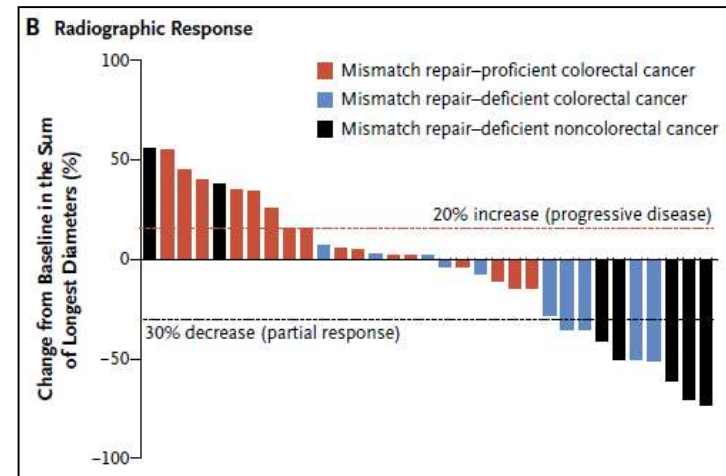 B Radiographic Response
Change from Baseline in the Sum
of Longest Diameters (%)
100
50
0
−50
−100
Mismatch repair–proficient colorectal cancer
Mismatch repair–deficient colorectal cancer
Mismatch repair–deficient noncolorectal cancer
20% increase (progressive disease)
30% decrease (partial response)